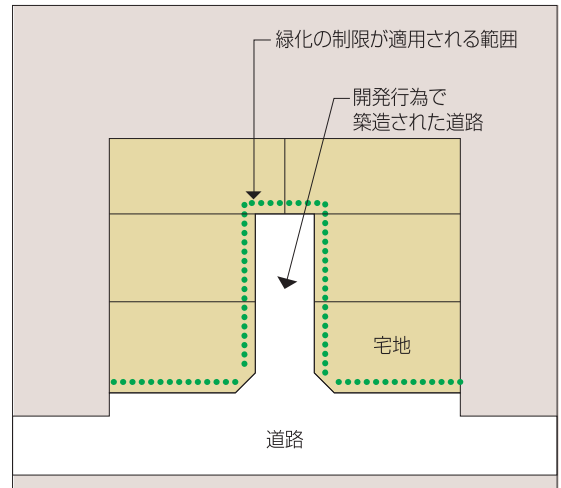 緑化の制限が適用される範囲
開発行為で
築造された道路
宅地
道路